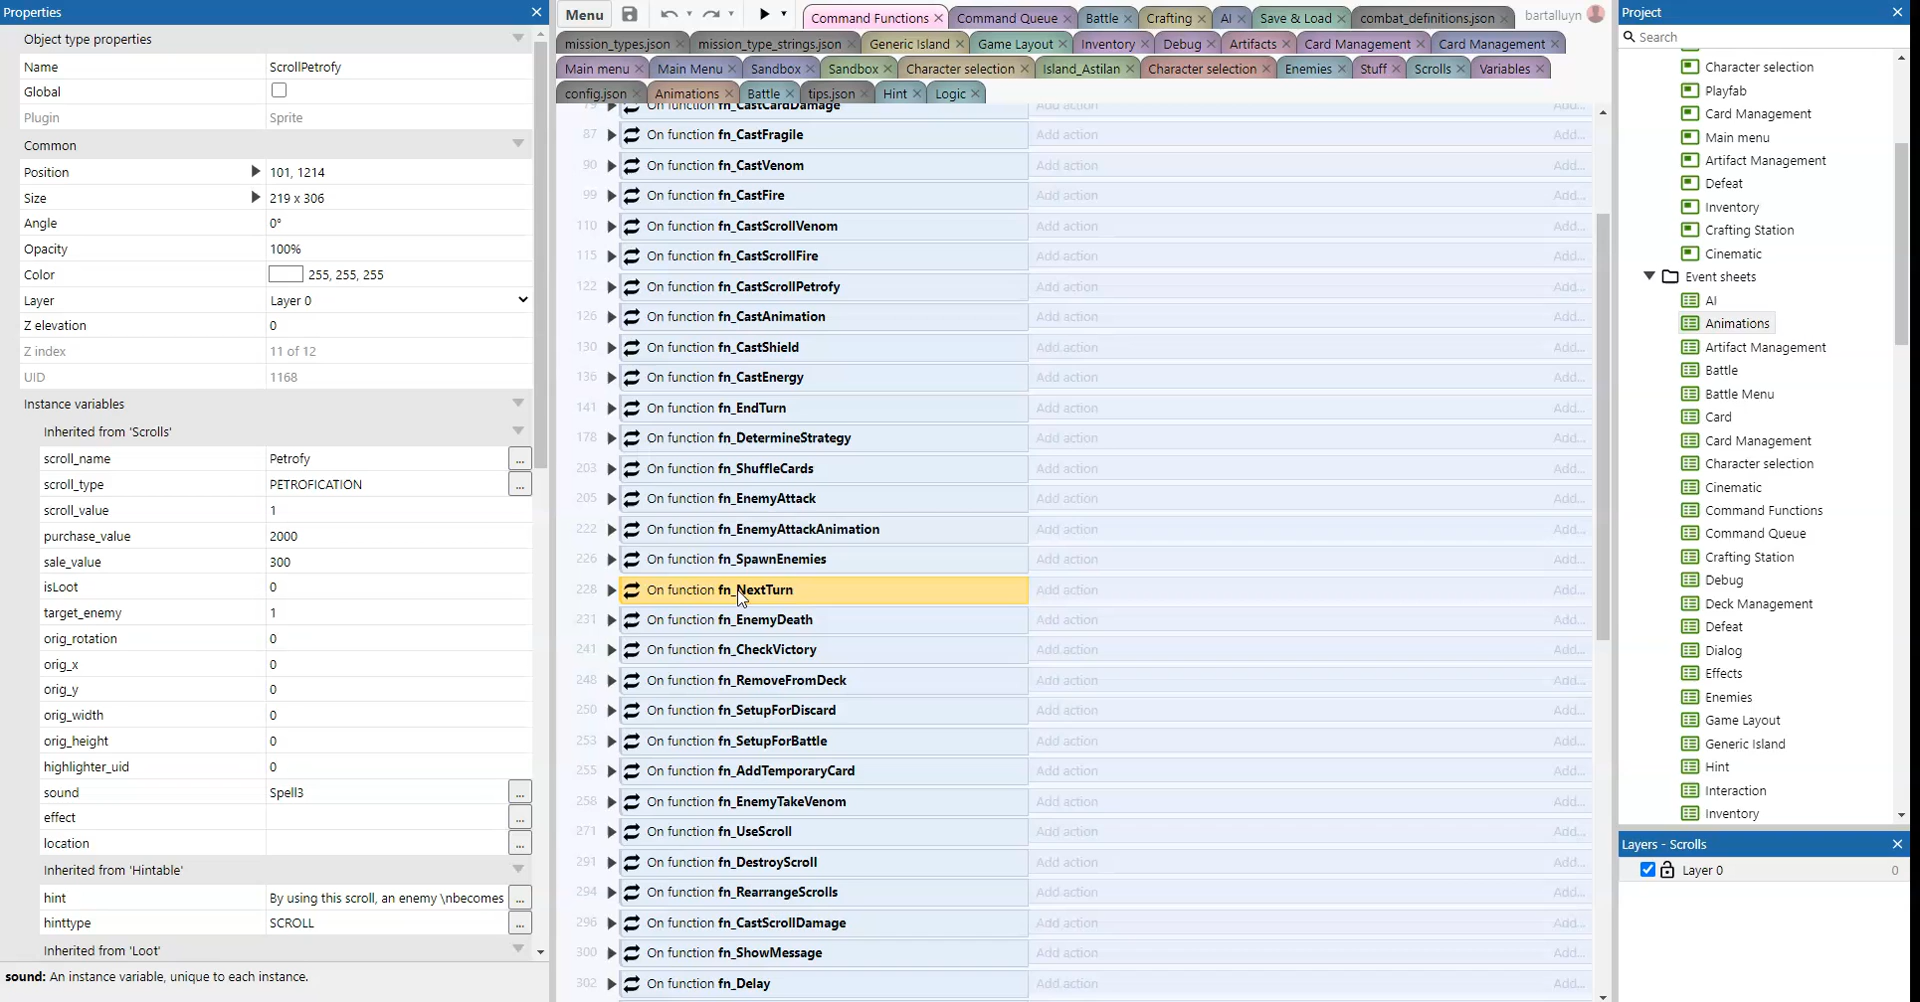 Properties
Object type properties
Name ScrollPetrofy
Global
Plugin Sprite
Common
Position 101, 1214
Size 219 x 306
Angle 0°
Opacity 100%
Color 255, 255, 255
Layer Layer 0
Z elevation 0
Z index 11 of 12
UID 1168
Instance variables
Inherited from 'Scrolls'
scroll_name Petrofy ...
scroll_type PETROFICATION ...
scroll_value 1
purchase_value 2000
sale_value 300
isLoot 0
target_enemy 1
orig_rotation 0
orig_x 0
orig_y 0
orig_width 0
orig_height 0
highlighter_uid 0
sound Spell3 ...
effect ...
location ...
Inherited from 'Hintable'
hint By using this scroll, an enemy \nbecomes ...
hinttype SCROLL ...
Inherited from 'Loot'
sound: An instance variable, unique to each instance.
Menu
Command Functions Command Queue Battle Crafting AI Save & Load combat_definitions.json bartalluyn
mission_types.json mission_type_strings.json Generic Island Game Layout Inventory Debug Artifacts Card Management Card Management
Main menu Main Menu Sandbox Sandbox Character selection Island_Astilan Character selection Enemies Stuff Scrolls Variables
config.json Animations Battle tips.json Hint Logic
79 On function fn_CastCardDamage Add action Add...
87 On function fn_CastFragile Add action Add...
90 On function fn_CastVenom Add action Add...
99 On function fn_CastFire Add action Add...
110 On function fn_CastScrollVenom Add action Add...
115 On function fn_CastScrollFire Add action Add...
122 On function fn_CastScrollPetrofy Add action Add...
126 On function fn_CastAnimation Add action Add...
130 On function fn_CastShield Add action Add...
136 On function fn_CastEnergy Add action Add...
141 On function fn_EndTurn Add action Add...
178 On function fn_DetermineStrategy Add action Add...
203 On function fn_ShuffleCards Add action Add...
205 On function fn_EnemyAttack Add action Add...
222 On function fn_EnemyAttackAnimation Add action Add...
226 On function fn_SpawnEnemies Add action Add...
228 On function fn_NextTurn Add action Add...
231 On function fn_EnemyDeath Add action Add...
241 On function fn_CheckVictory Add action Add...
248 On function fn_RemoveFromDeck Add action Add...
250 On function fn_SetupForDiscard Add action Add...
253 On function fn_SetupForBattle Add action Add...
255 On function fn_AddTemporaryCard Add action Add...
258 On function fn_EnemyTakeVenom Add action Add...
271 On function fn_UseScroll Add action Add...
291 On function fn_DestroyScroll Add action Add...
294 On function fn_RearrangeScrolls Add action Add...
296 On function fn_CastScrollDamage Add action Add...
300 On function fn_ShowMessage Add action Add...
302 On function fn_Delay Add action Add...
Project
Search
Character selection
Playfab
Card Management
Main menu
Artifact Management
Defeat
Inventory
Crafting Station
Cinematic
Event sheets
AI
Animations
Artifact Management
Battle
Battle Menu
Card
Card Management
Character selection
Cinematic
Command Functions
Command Queue
Crafting Station
Debug
Deck Management
Defeat
Dialog
Effects
Enemies
Game Layout
Generic Island
Hint
Interaction
Inventory
Layers - Scrolls
Layer 0 0